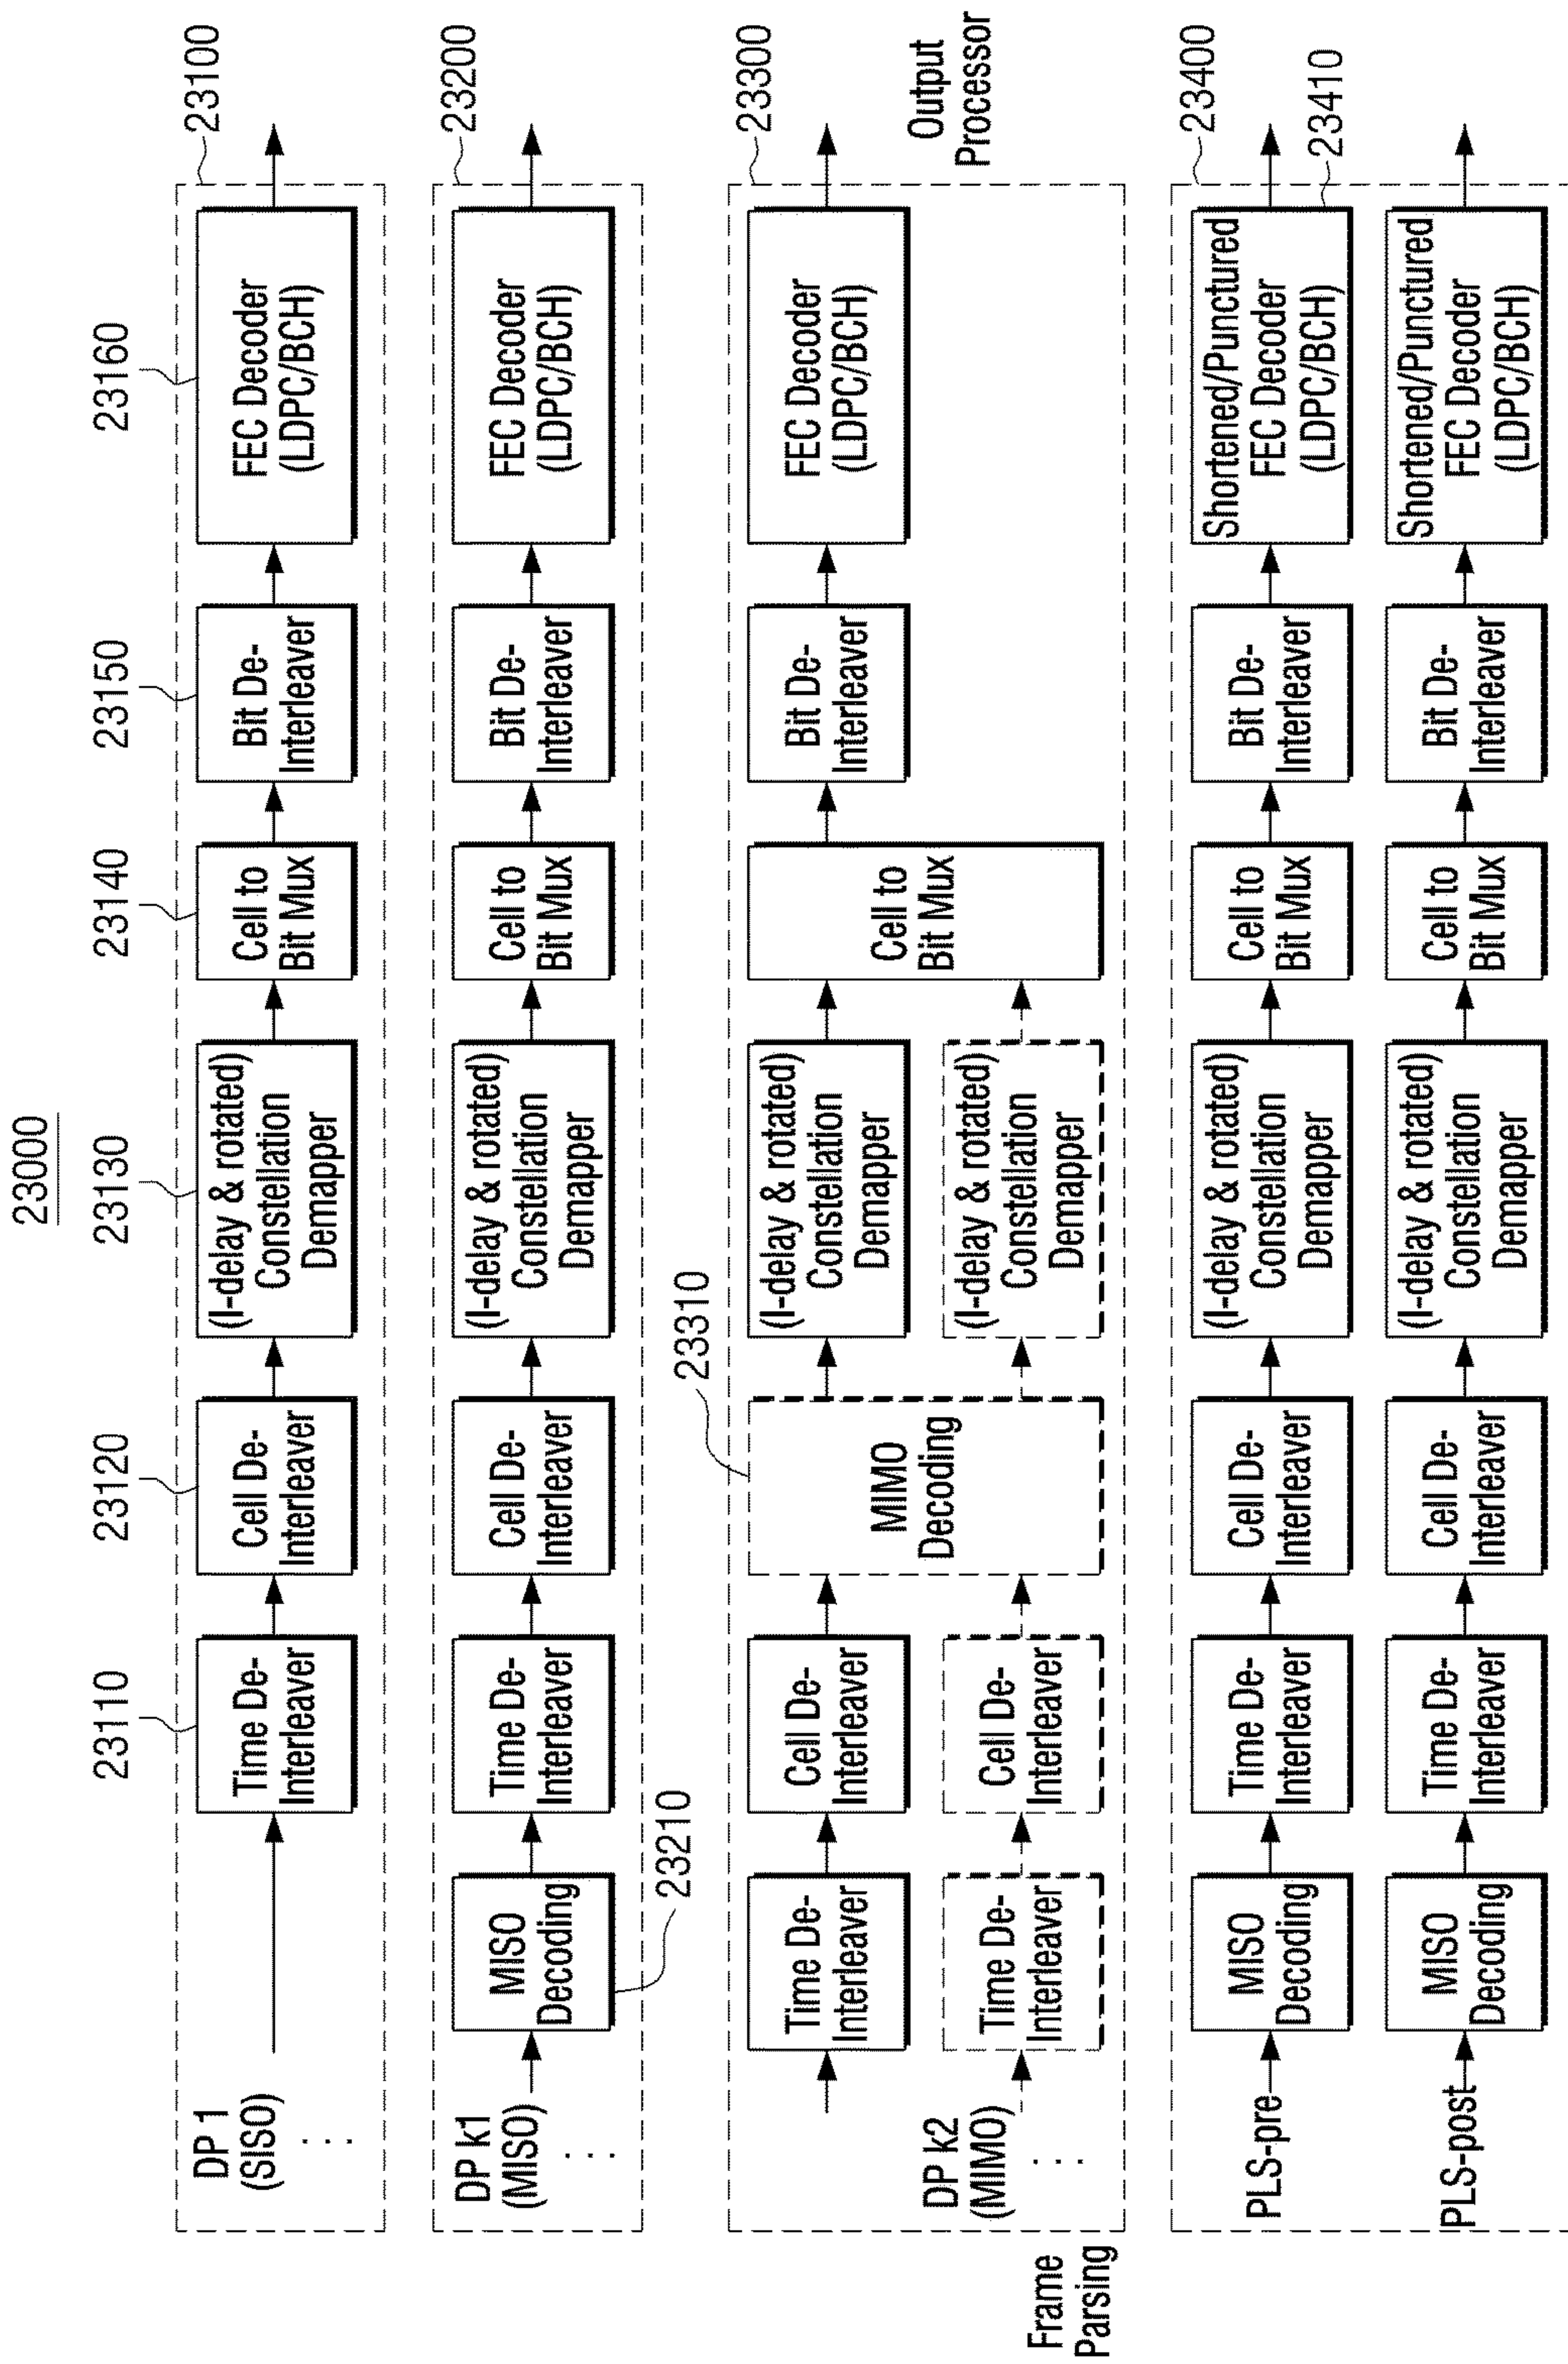 23000
23110
23120
23130
23140
23150
23160
23100
DP 1
(SISO)
Time De-
Interleaver
Cell De-
Interleaver
(I-delay & rotated)
Constellation
Demapper
Cell to
Bit Mux
Bit De-
Interleaver
FEC Decoder
(LDPC/BCH)
23200
DP k1
(MISO)
MISO
Decoding
Time De-
Interleaver
Cell De-
Interleaver
(I-delay & rotated)
Constellation
Demapper
Cell to
Bit Mux
Bit De-
Interleaver
FEC Decoder
(LDPC/BCH)
23210
23310
23300
Time De-
Interleaver
Cell De-
Interleaver
MIMO
Decoding
(I-delay & rotated)
Constellation
Demapper
Cell to
Bit Mux
Bit De-
Interleaver
FEC Decoder
(LDPC/BCH)
DP k2
(MIMO)
Time De-
Interleaver
Cell De-
Interleaver
(I-delay & rotated)
Constellation
Demapper
Frame
Parsing
Output
Processor
23400
23410
PLS-pre
MISO
Decoding
Time De-
Interleaver
Cell De-
Interleaver
(I-delay & rotated)
Constellation
Demapper
Cell to
Bit Mux
Bit De-
Interleaver
Shortened/Punctured
FEC Decoder
(LDPC/BCH)
PLS-post
MISO
Decoding
Time De-
Interleaver
Cell De-
Interleaver
(I-delay & rotated)
Constellation
Demapper
Cell to
Bit Mux
Bit De-
Interleaver
Shortened/Punctured
FEC Decoder
(LDPC/BCH)